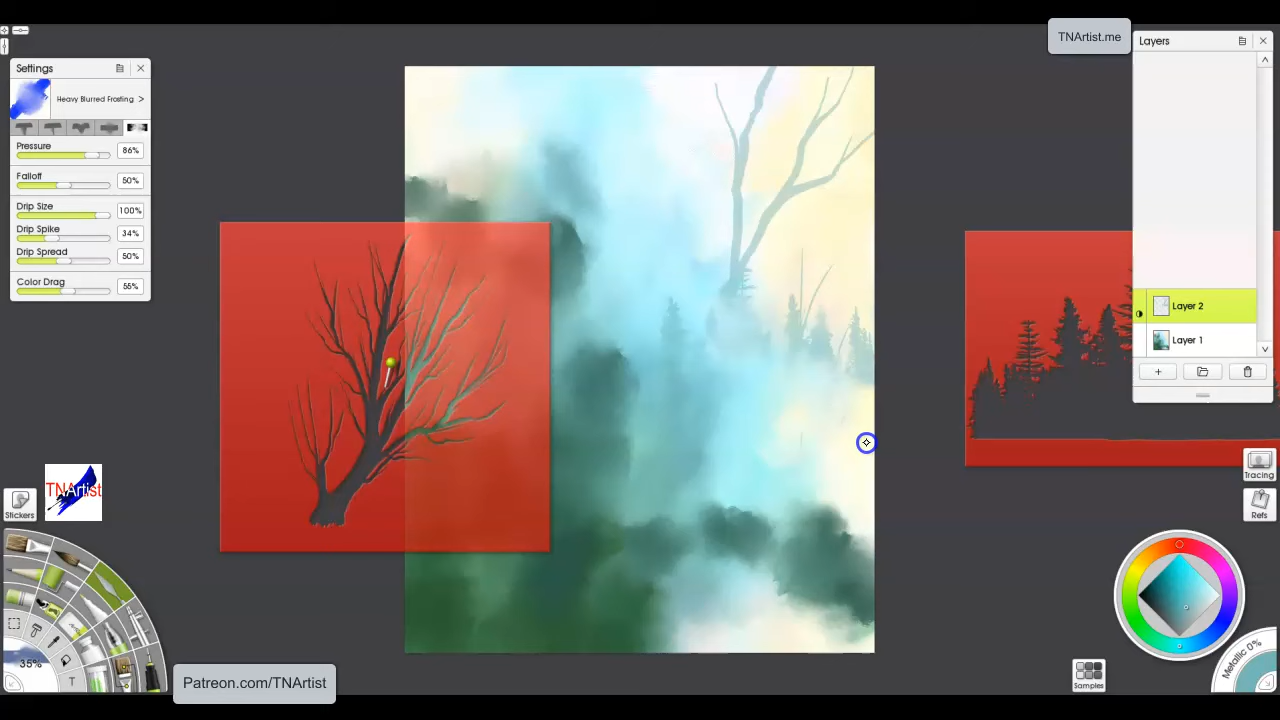 TNArtist.me
Layers
Settings
Heavy Blurred Frosting >
Pressure
86%
Falloff
50%
Drip Size
100%
Drip Spike
34%
Drip Spread
50%
Color Drag
55%
Layer 2
Layer 1
Tracing
Refs
Stickers
TNArtist
35%
T
Patreon.com/TNArtist
Samples
Metallic 0%